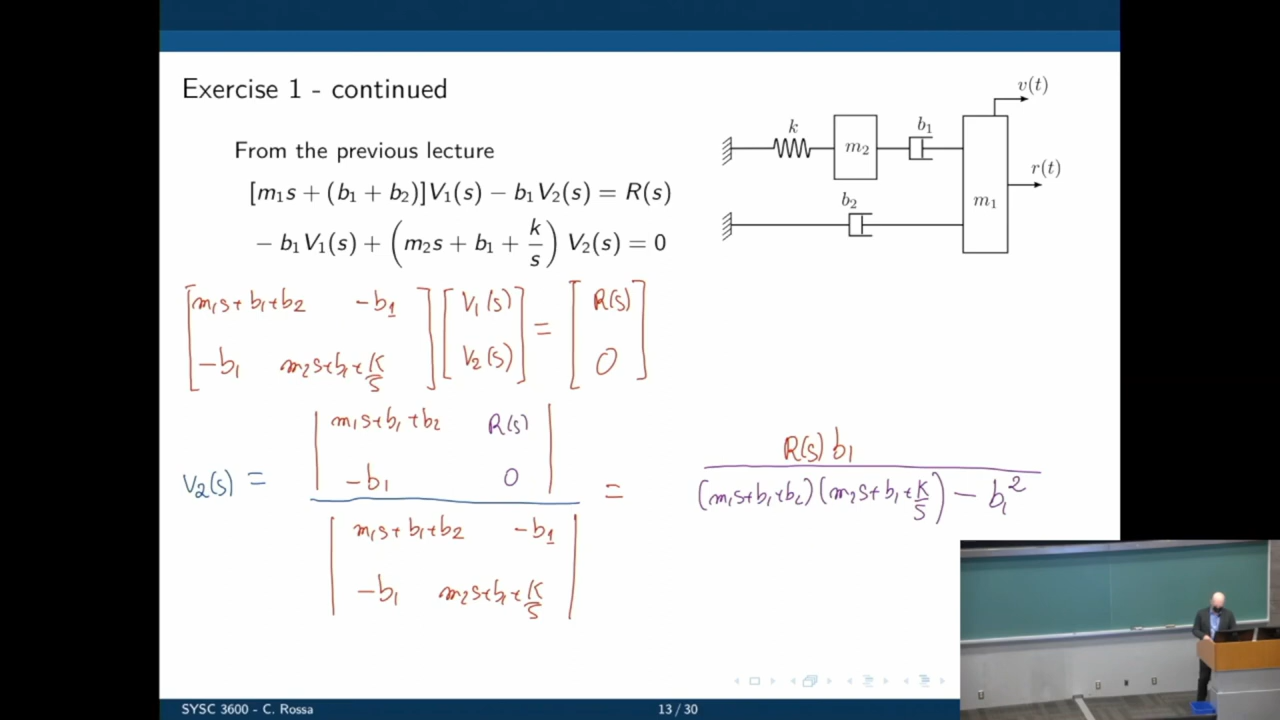 Exercise 1 - continued
From the previous lecture
[m₁s + (b₁ + b₂)]V₁(s) − b₁V₂(s) = R(s)
− b₁V₁(s) + (m₂s + b₁ + k/s) V₂(s) = 0
v(t)
k
m₂
b₁
r(t)
b₂
m₁
[m₁s+b₁+b₂ −b₁] [V₁(s)] = [R(s)]
[−b₁ m₂s+b₁+K/s] [V₂(s)] [0]
|m₁s+b₁+b₂ R(s)|
V₂(s) = |−b₁ 0| =
|m₁s+b₁+b₂ −b₁|
|−b₁ m₂s+b₁+K/s|
R(s) b₁
(m₁s+b₁+b₂)(m₂s+b₁+K/s) − b₁²
SYSC 3600 - C. Rossa
13 / 30